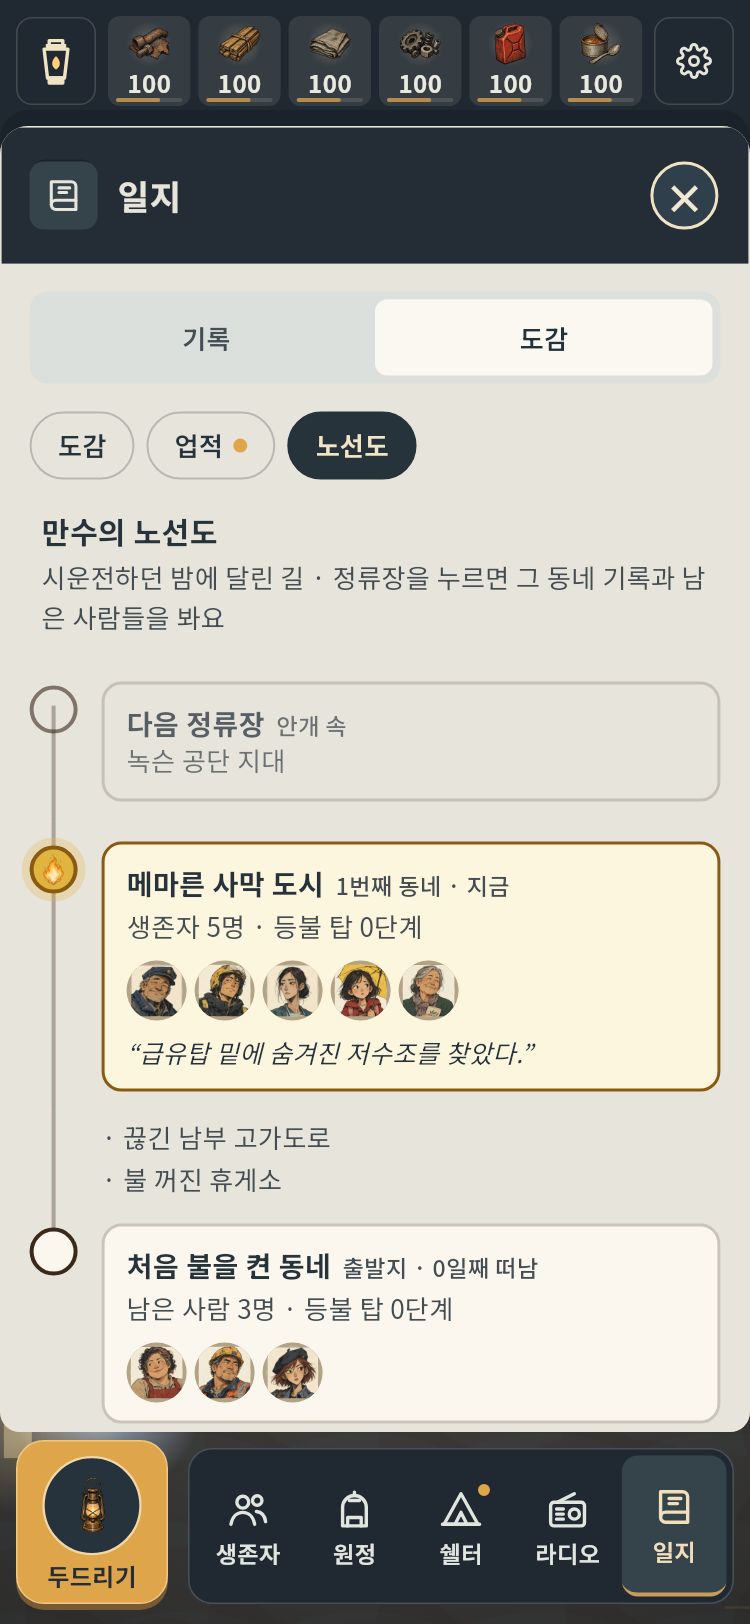 100 100 100 100 100 100
일지
기록 도감
도감 업적 노선도
만수의 노선도
시운전하던 밤에 달린 길 · 정류장을 누르면 그 동네 기록과 남
은 사람들을 봐요
다음 정류장 안개 속
녹슨 공단 지대
메마른 사막 도시 1번째 동네 · 지금
생존자 5명 · 등불 탑 0단계
“급유탑 밑에 숨겨진 저수조를 찾았다.”
· 끊긴 남부 고가도로
· 불 꺼진 휴게소
처음 불을 켠 동네 출발지 · 0일째 떠남
남은 사람 3명 · 등불 탑 0단계
두드리기 생존자 원정 쉘터 라디오 일지